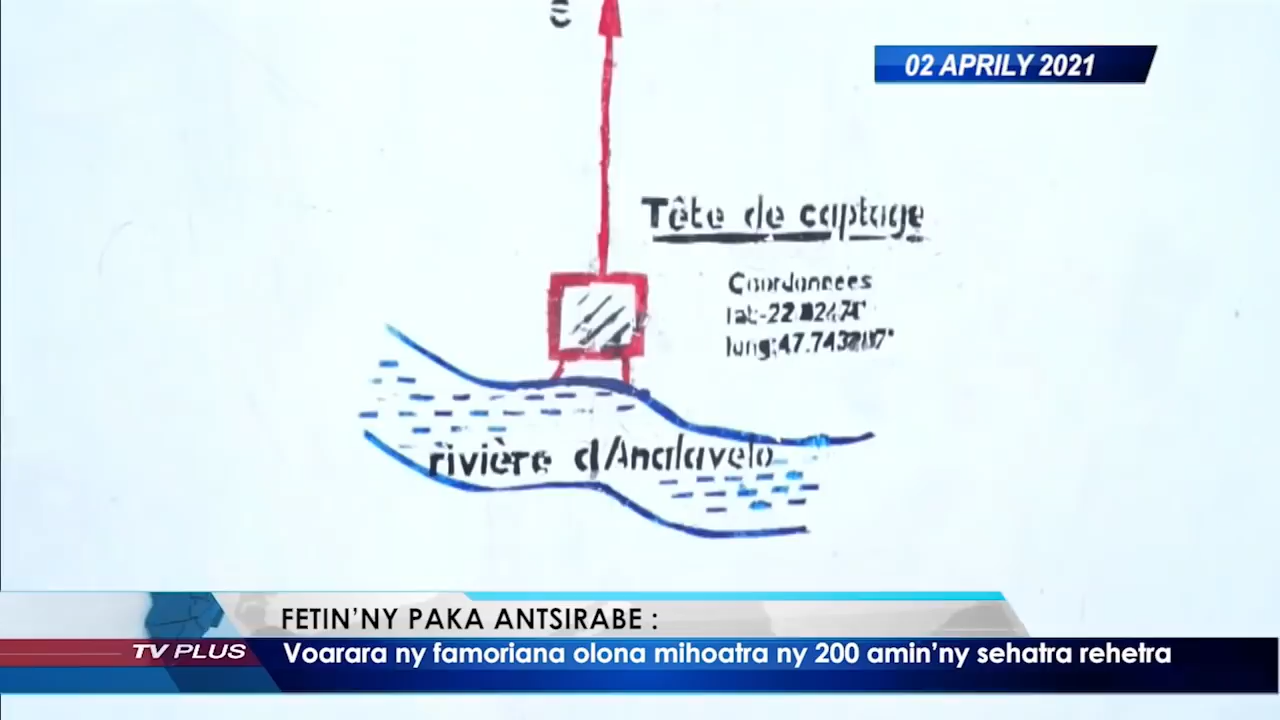 02 APRILY 2021
Tête de captage
Coordonnees
rivière d'Analavelo
FETIN'NY PAKA ANTSIRABE :
TV PLUS
Voarara ny famoriana olona mihoatra ny 200 amin'ny sehatra rehetra